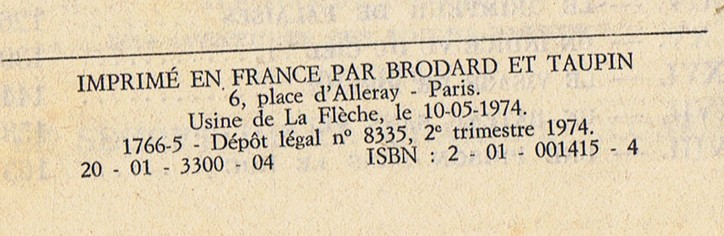 IMPRIMÉ EN FRANCE PAR BRODARD ET TAUPIN
6, place d'Alleray - Paris.
Usine de La Flèche, le 10-05-1974.
1766-5 - Dépôt légal nº 8335, 2e trimestre 1974.
20 - 01 - 3300 - 04 ISBN : 2 - 01 - 001415 - 4